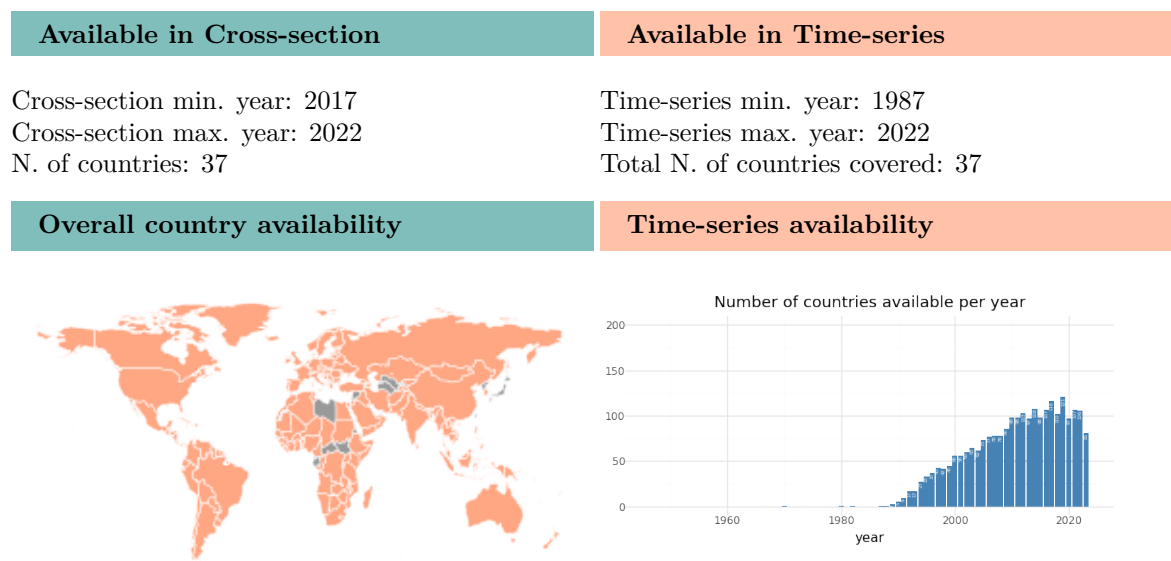 Available in Cross-section
Available in Time-series
Cross-section min. year: 2017
Cross-section max. year: 2022
N. of countries: 37
Time-series min. year: 1987
Time-series max. year: 2022
Total N. of countries covered: 37
Overall country availability
Time-series availability
Number of countries available per year
200
150
100
50
0
1960
1980
2000
2020
year